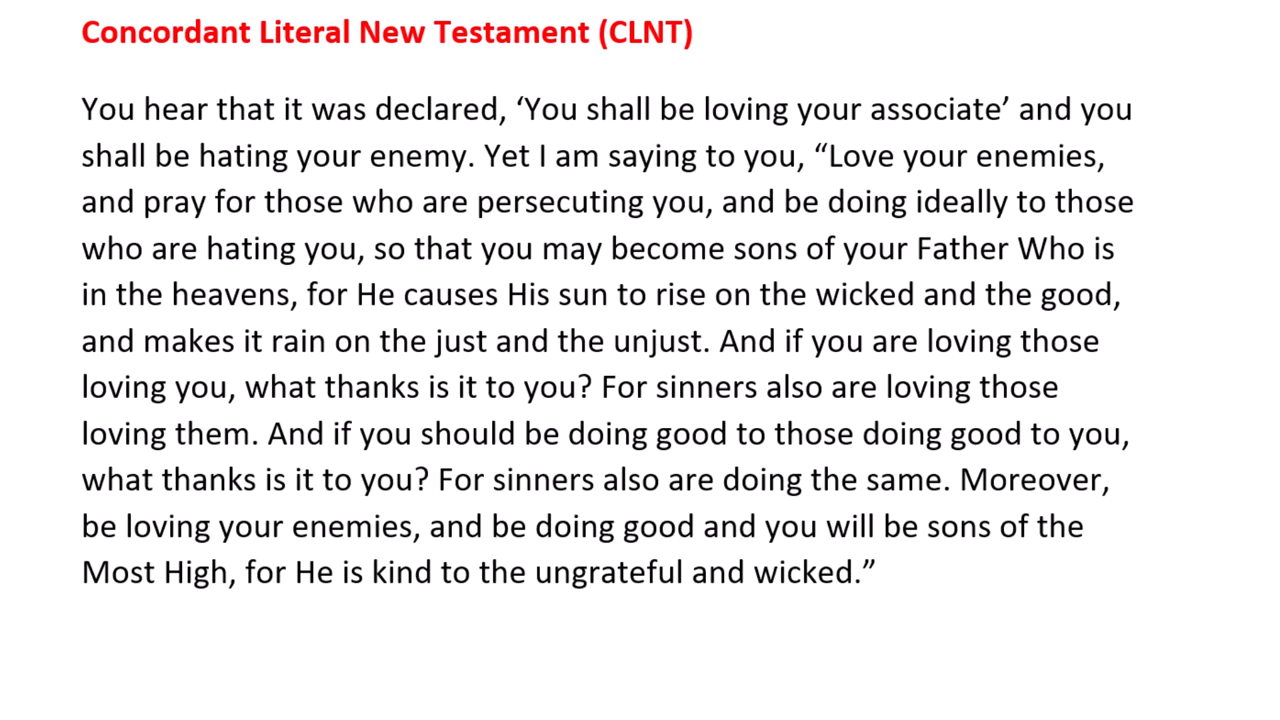 Concordant Literal New Testament (CLNT)
You hear that it was declared, ‘You shall be loving your associate’ and you
shall be hating your enemy. Yet I am saying to you, “Love your enemies,
and pray for those who are persecuting you, and be doing ideally to those
who are hating you, so that you may become sons of your Father Who is
in the heavens, for He causes His sun to rise on the wicked and the good,
and makes it rain on the just and the unjust. And if you are loving those
loving you, what thanks is it to you? For sinners also are loving those
loving them. And if you should be doing good to those doing good to you,
what thanks is it to you? For sinners also are doing the same. Moreover,
be loving your enemies, and be doing good and you will be sons of the
Most High, for He is kind to the ungrateful and wicked.”